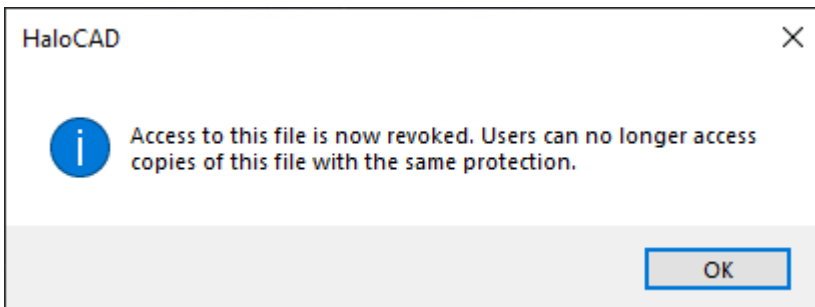 HaloCAD
Access to this file is now revoked. Users can no longer access
copies of this file with the same protection.
OK